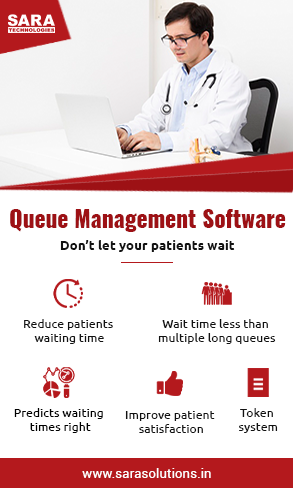 SARA
TECHNOLOGIES
Queue Management Software
Don't let your patients wait
Reduce patients
waiting time
Wait time less than
multiple long queues
Predicts waiting
times right
Improve patient
satisfaction
Token
system
www.sarasolutions.in